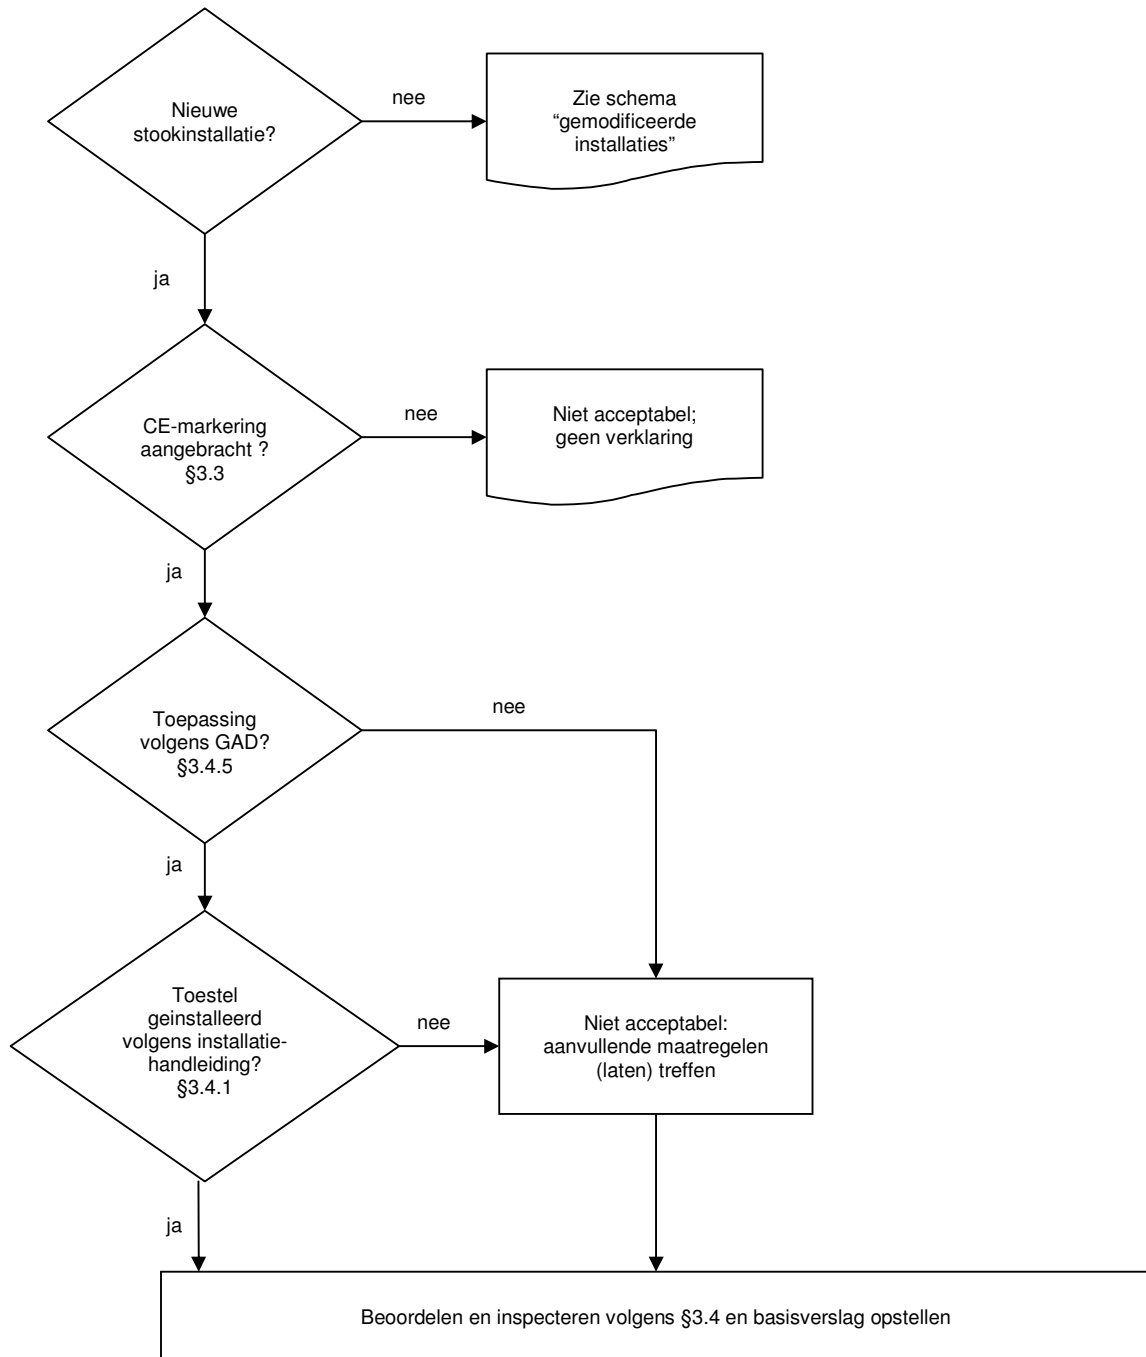 Nieuwe
stookinstallatie?
nee
Zie schema
“gemodificeerde
installaties”
ja
CE-markering
aangebracht ?
§3.3
nee
Niet acceptabel;
geen verklaring
ja
Toepassing
volgens GAD?
§3.4.5
nee
ja
Toestel
geinstalleerd
volgens installatie-
handleiding?
§3.4.1
nee
Niet acceptabel:
aanvullende maatregelen
(laten) treffen
ja
Beoordelen en inspecteren volgens §3.4 en basisverslag opstellen